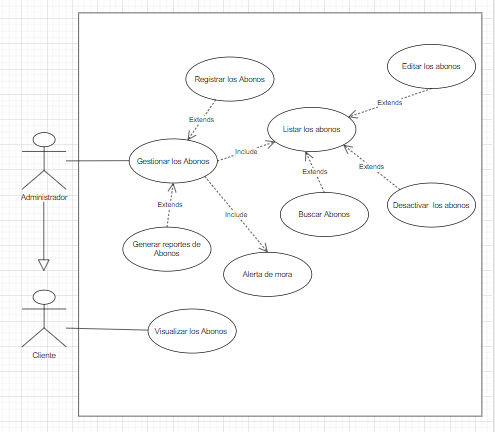 Editar los abonos
Registrar los Abonos
Extends
Extends
Listar los abonos
Include
Gestionar los Abonos
Extends
Extends
Administrador
Extends
Desactivar los abonos
Include
Buscar Abonos
Generar reportes de
Abonos
Alerta de mora
Visualizar los Abonos
Cliente